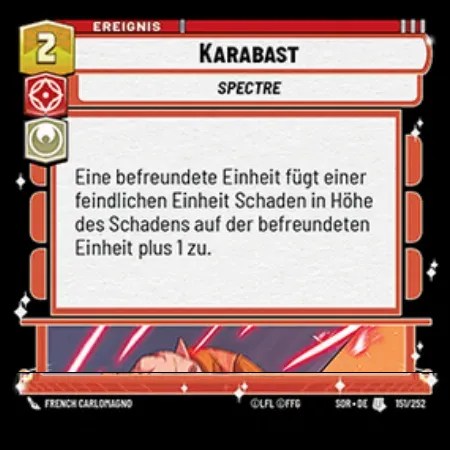 EREIGNIS
2
KARABAST
SPECTRE
Eine befreundete Einheit fügt einer
feindlichen Einheit Schaden in Höhe
des Schadens auf der befreundeten
Einheit plus 1 zu.
FRENCH CARLOMAGNO
©LFL ©FFG
SOR • DE
151/252